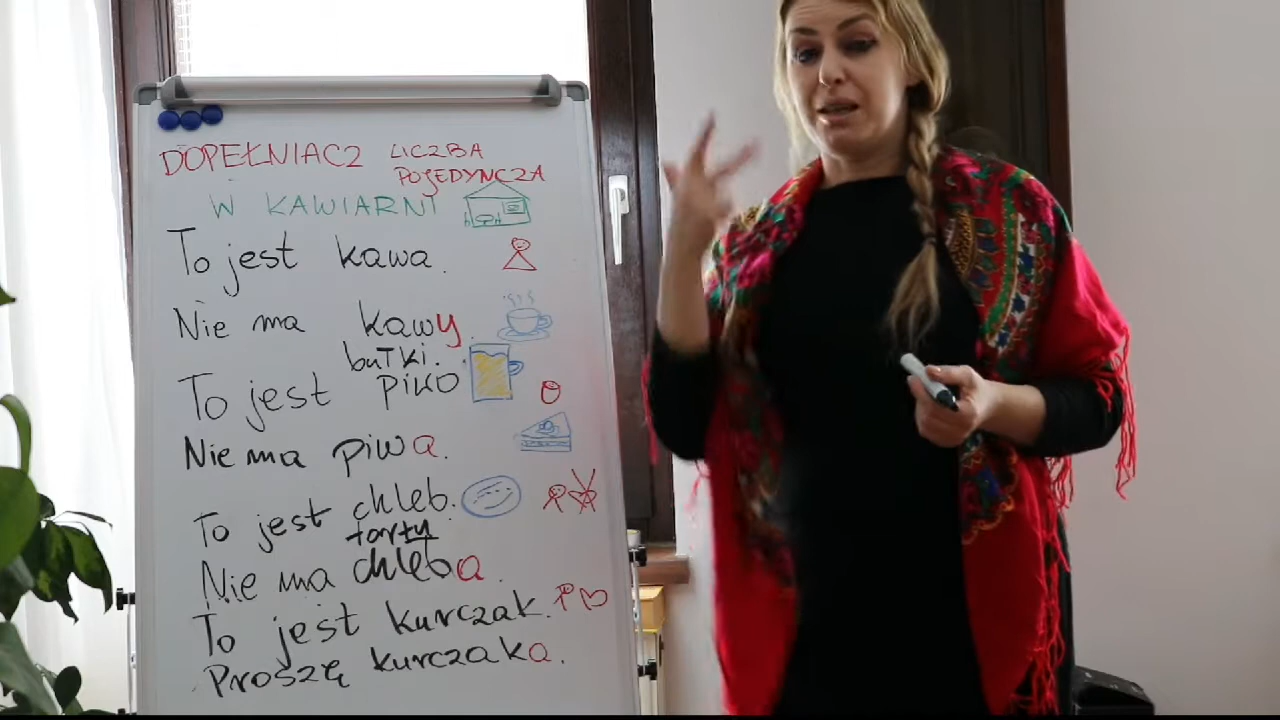 DOPEŁNIACZ LICZBA
POJEDYNCZA
W KAWIARNI
To jest kawa.
Nie ma kawy.
bułki.
To jest piwo
Nie ma piwa.
To jest chleb.
tortu
Nie ma chleba.
To jest kurczak.
Proszę kurczaka.